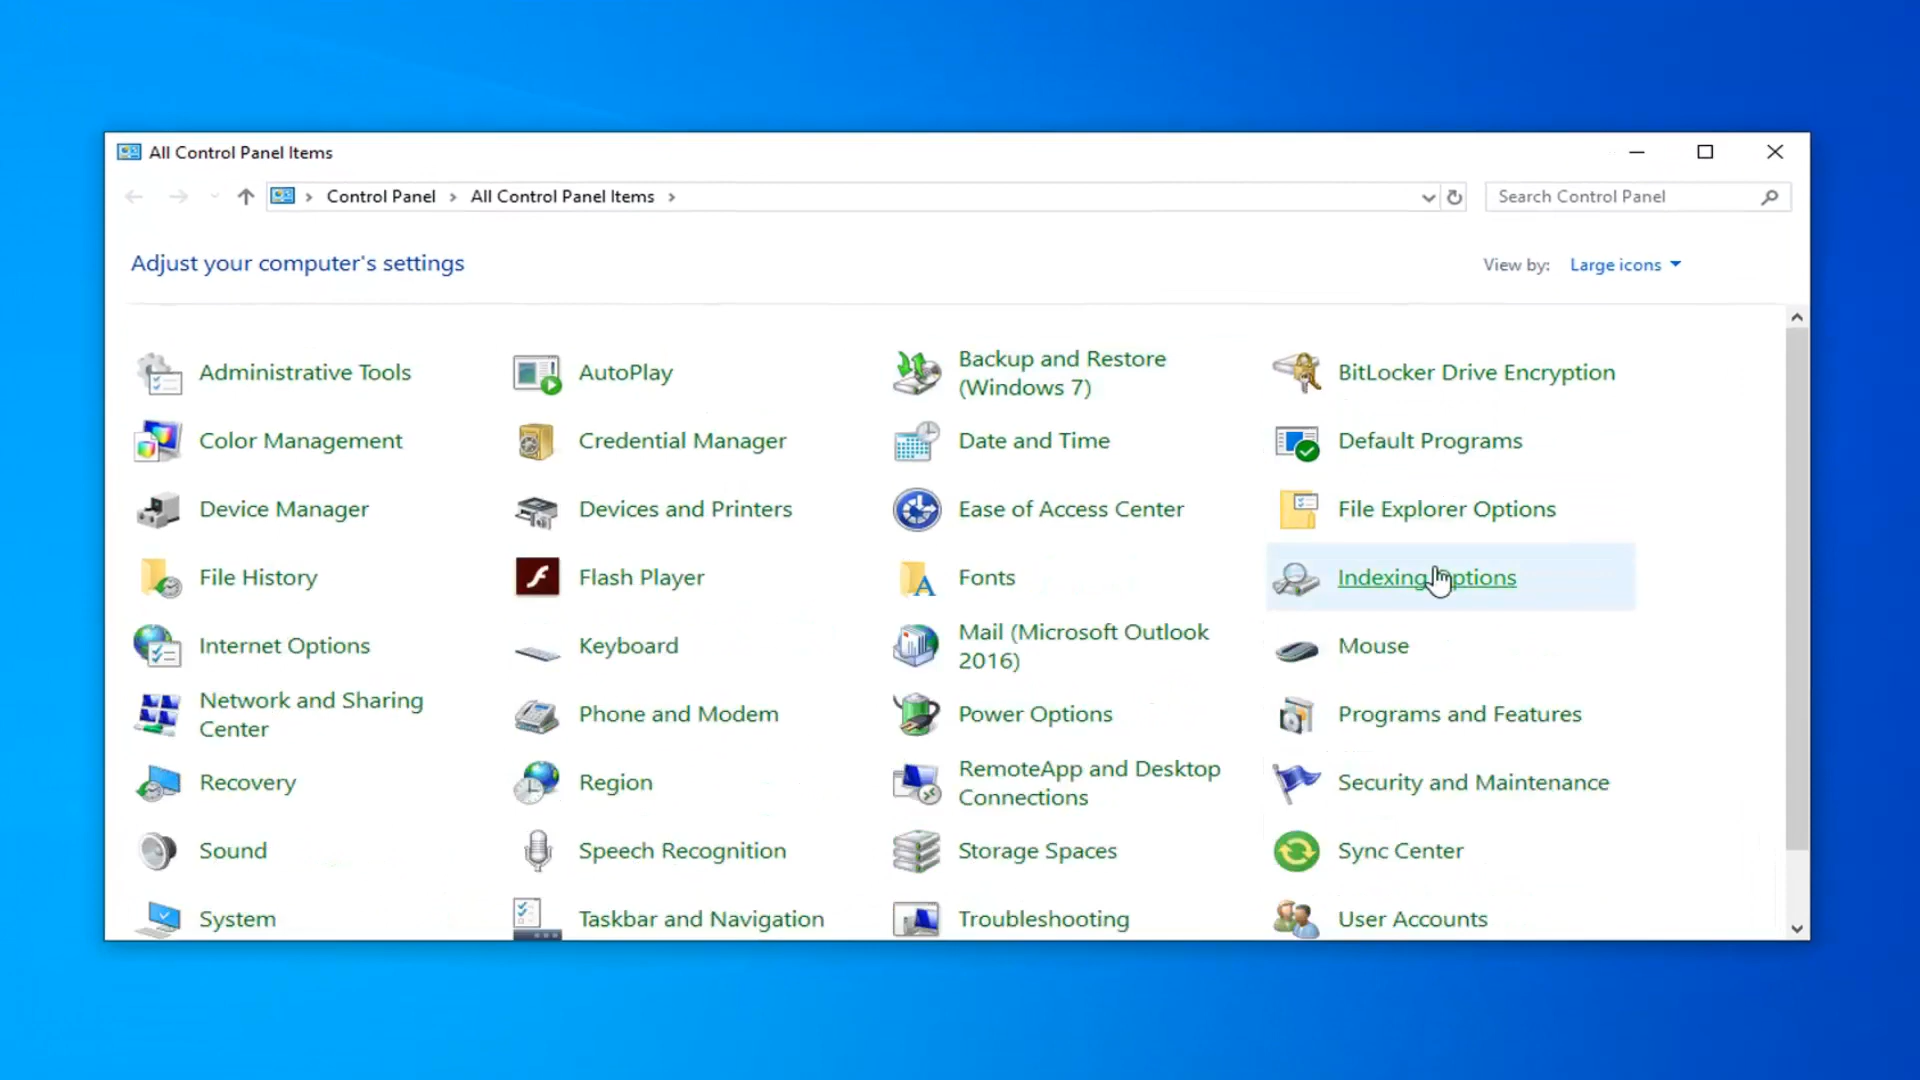 All Control Panel Items
Control Panel > All Control Panel Items >
Search Control Panel
Adjust your computer's settings
View by: Large icons
Administrative Tools
AutoPlay
Backup and Restore
(Windows 7)
BitLocker Drive Encryption
Color Management
Credential Manager
Date and Time
Default Programs
Device Manager
Devices and Printers
Ease of Access Center
File Explorer Options
File History
Flash Player
Fonts
Indexing Options
Internet Options
Keyboard
Mail (Microsoft Outlook
2016)
Mouse
Network and Sharing
Center
Phone and Modem
Power Options
Programs and Features
Recovery
Region
RemoteApp and Desktop
Connections
Security and Maintenance
Sound
Speech Recognition
Storage Spaces
Sync Center
System
Taskbar and Navigation
Troubleshooting
User Accounts